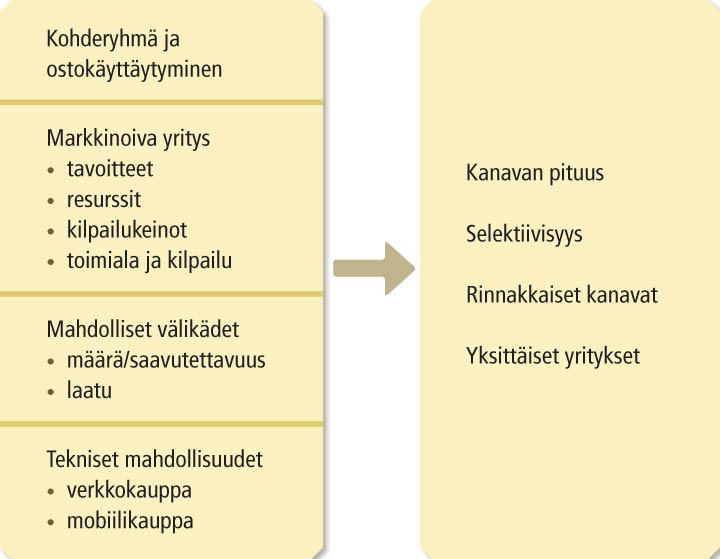 Kohderyhmä ja
ostokäyttäytyminen
Markkinoiva yritys
• tavoitteet
• resurssit
• kilpailukeinot
• toimiala ja kilpailu
Mahdolliset välikädet
• määrä/saavutettavuus
• laatu
Tekniset mahdollisuudet
• verkkokauppa
• mobiilikauppa
Kanavan pituus
Selektiivisyys
Rinnakkaiset kanavat
Yksittäiset yritykset